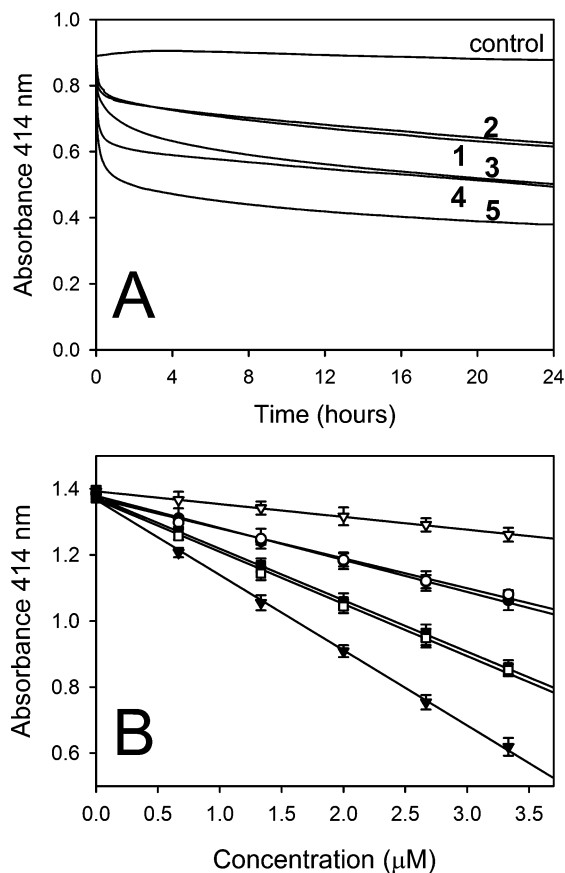 1.0
control
0.8
2
0.6
1
3
4
0.4
5
0.2
A
0.0
0 4 8 12 16 20 24
Absorbance 414 nm
Time (hours)
1.4
1.2
1.0
0.8
0.6
B
0.0 0.5 1.0 1.5 2.0 2.5 3.0 3.5
Absorbance 414 nm
Concentration (μM)